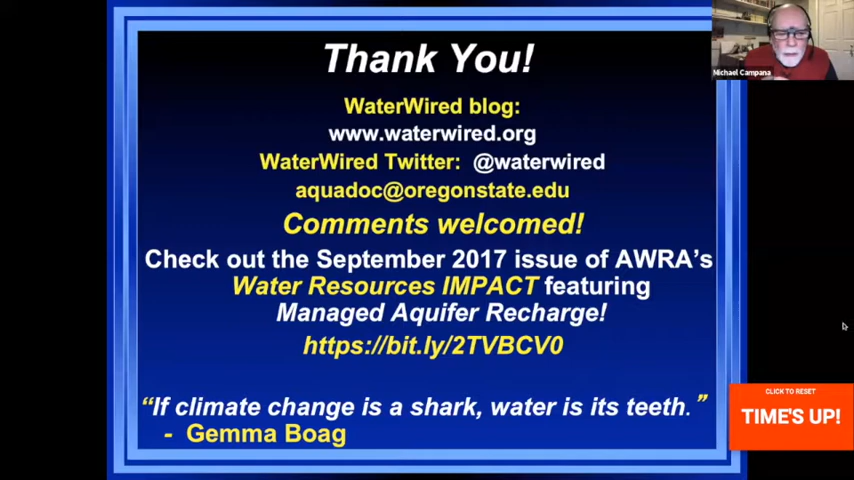 Thank You!
WaterWired blog:
www.waterwired.org
WaterWired Twitter: @waterwired
aquadoc@oregonstate.edu
Comments welcomed!
Check out the September 2017 issue of AWRA's
Water Resources IMPACT featuring
Managed Aquifer Recharge!
https://bit.ly/2TVBCV0
“If climate change is a shark, water is its teeth.”
- Gemma Boag
Michael Campana
CLICK TO RESET
TIME'S UP!